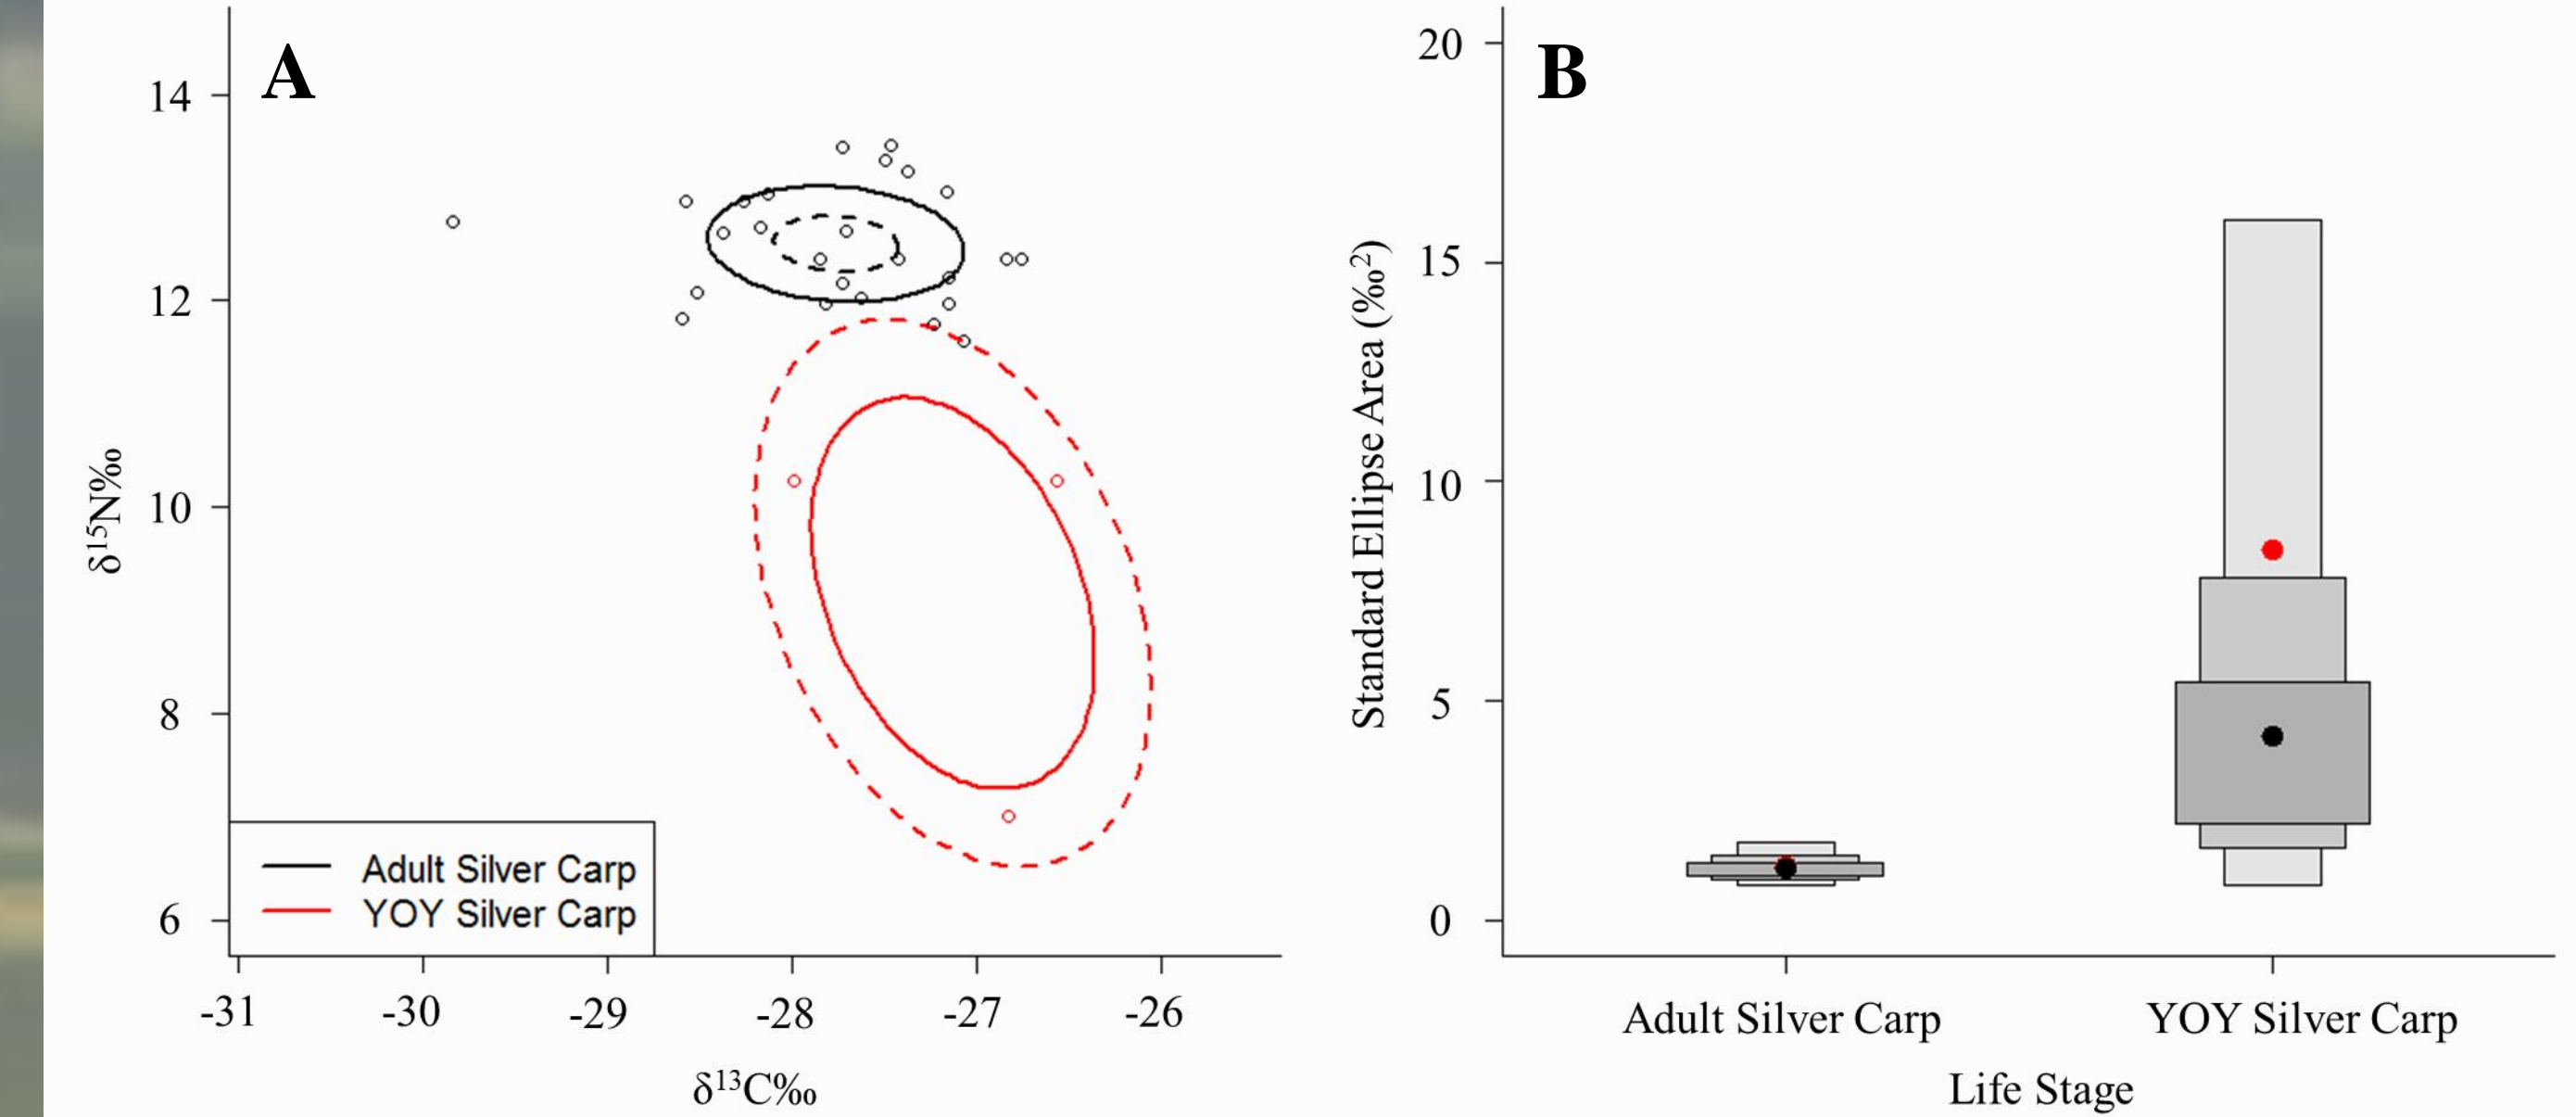 A
14
12
10
8
6
δ¹⁵N‰
-31 -30 -29 -28 -27 -26
δ¹³C‰
Adult Silver Carp
YOY Silver Carp
B
20
15
10
5
0
Standard Ellipse Area (‰²)
Adult Silver Carp YOY Silver Carp
Life Stage